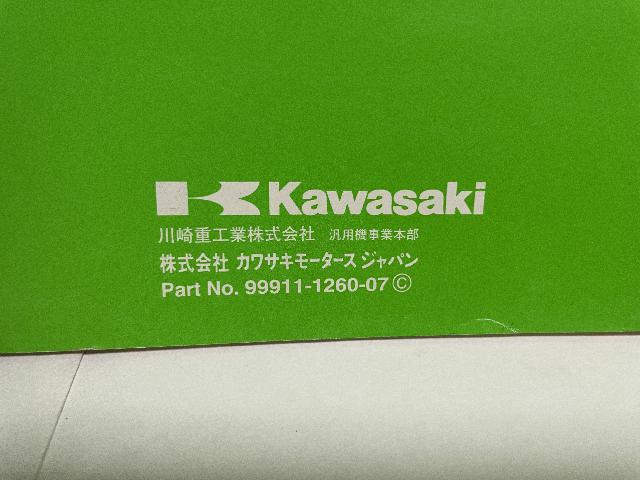 Kawasaki
川崎重工業株式会社 汎用機事業本部
株式会社 カワサキモータース ジャパン
Part No. 99911-1260-07 ©